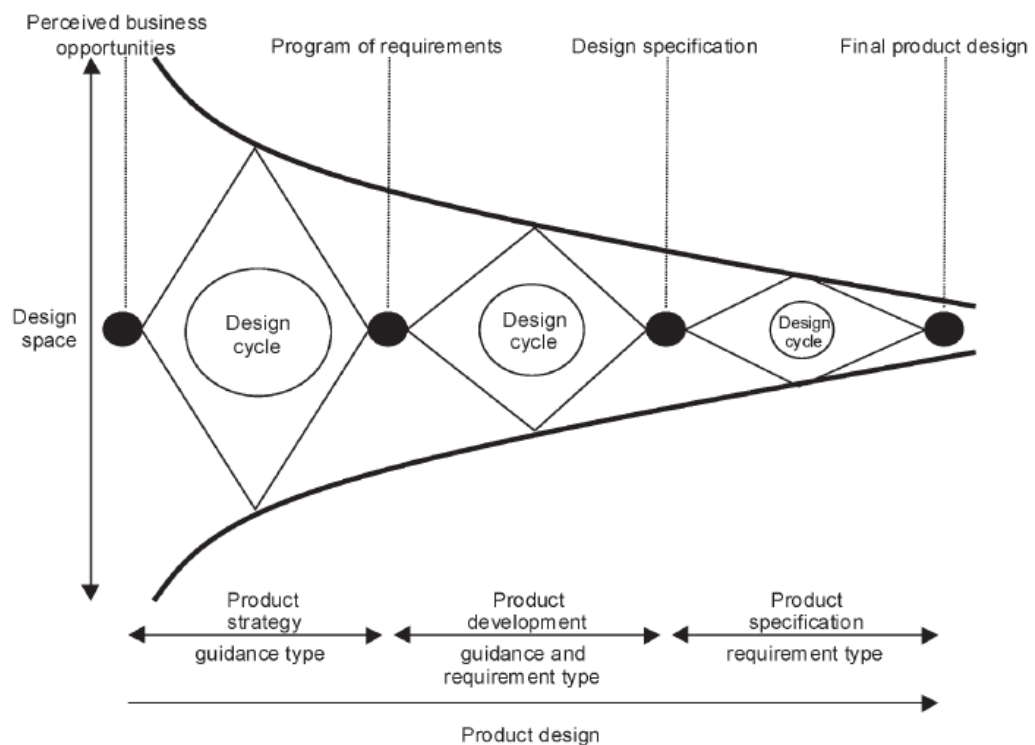 Perceived business
opportunities
Program of requirements
Design specification
Final product design
Design
space
Design
cycle
Design
cycle
Design
cycle
Product
strategy
guidance type
Product
development
guidance and
requirement type
Product
specification
requirement type
Product design